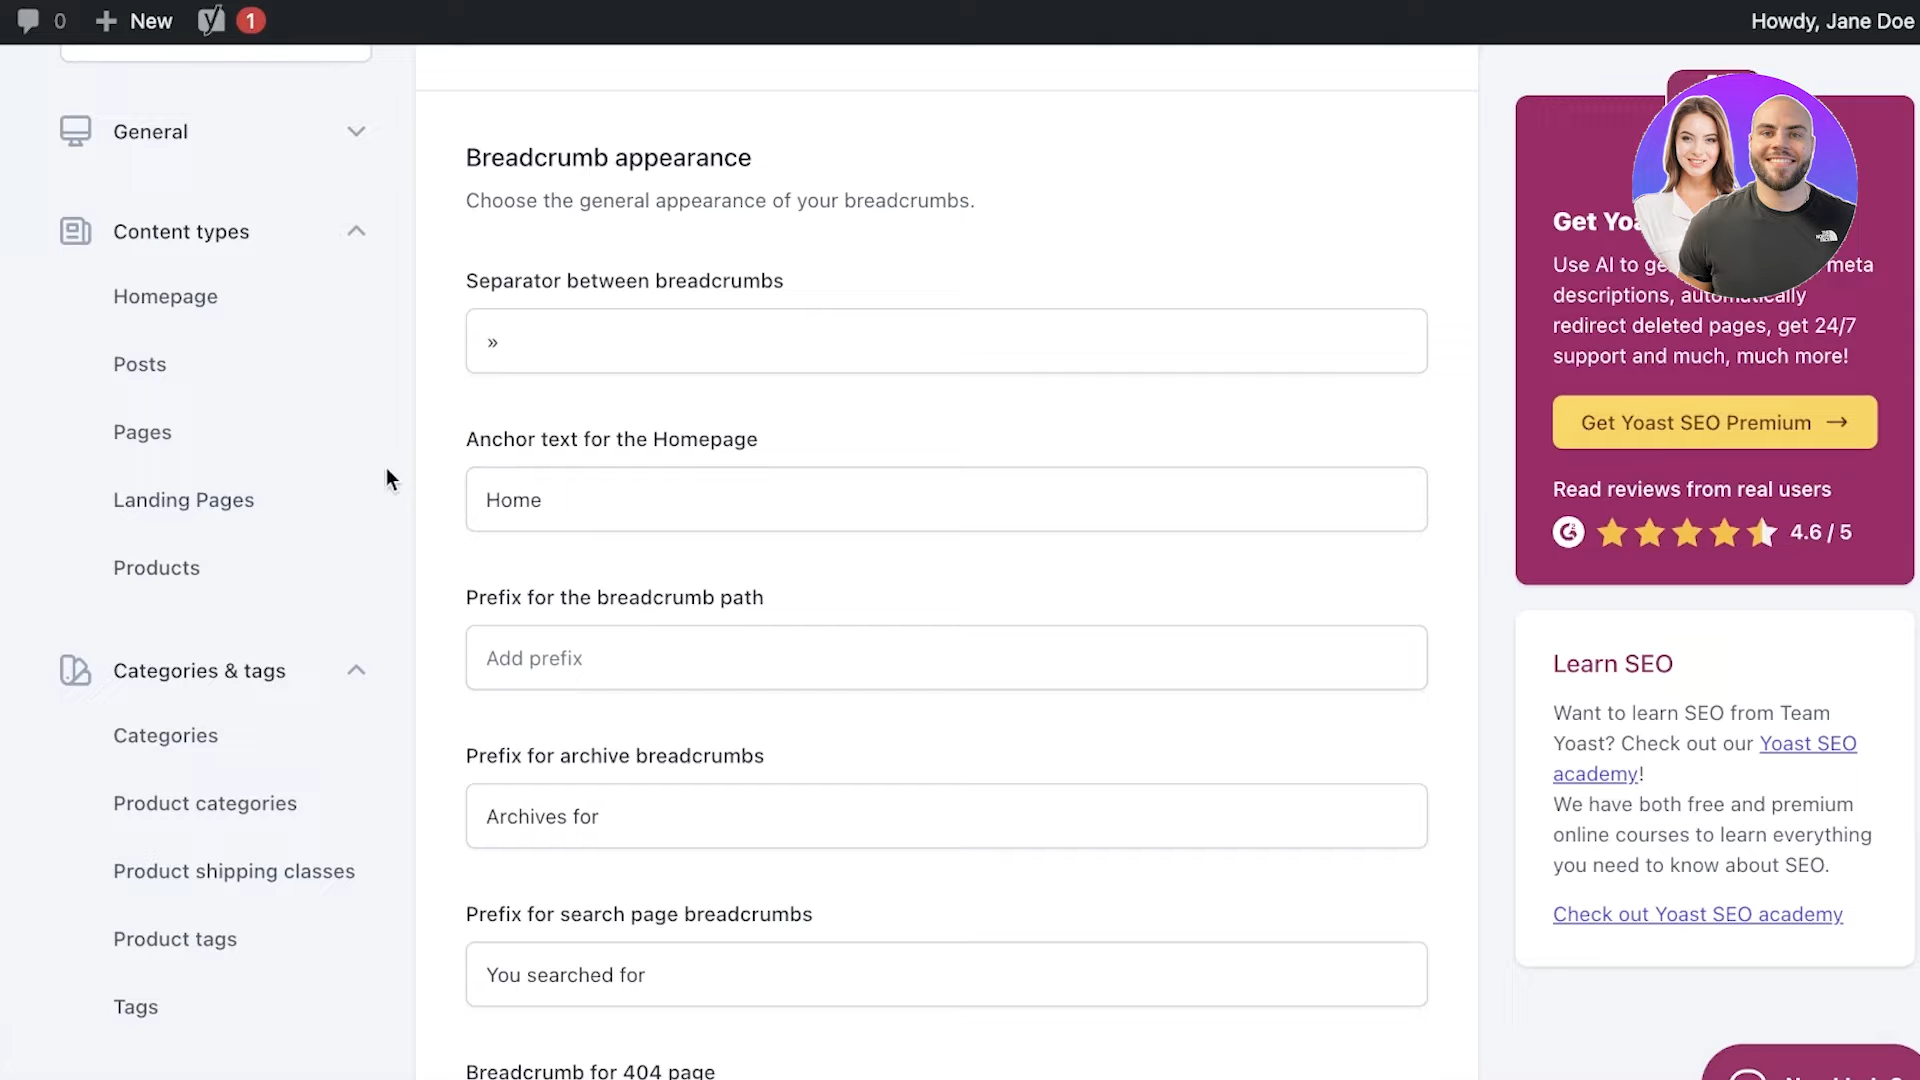 0
New
1
Howdy, Jane Doe
General
Content types
Homepage
Posts
Pages
Landing Pages
Products
Categories & tags
Categories
Product categories
Product shipping classes
Product tags
Tags
Breadcrumb appearance
Choose the general appearance of your breadcrumbs.
Separator between breadcrumbs
»
Anchor text for the Homepage
Home
Prefix for the breadcrumb path
Add prefix
Prefix for archive breadcrumbs
Archives for
Prefix for search page breadcrumbs
You searched for
Breadcrumb for 404 page
Get
Use AI to meta
descriptions, automatically
redirect deleted pages, get 24/7
support and much, much more!
Get Yoast SEO Premium →
Read reviews from real users
4.6 / 5
Learn SEO
Want to learn SEO from Team
Yoast? Check out our Yoast SEO
academy!
We have both free and premium
online courses to learn everything
you need to know about SEO.
Check out Yoast SEO academy